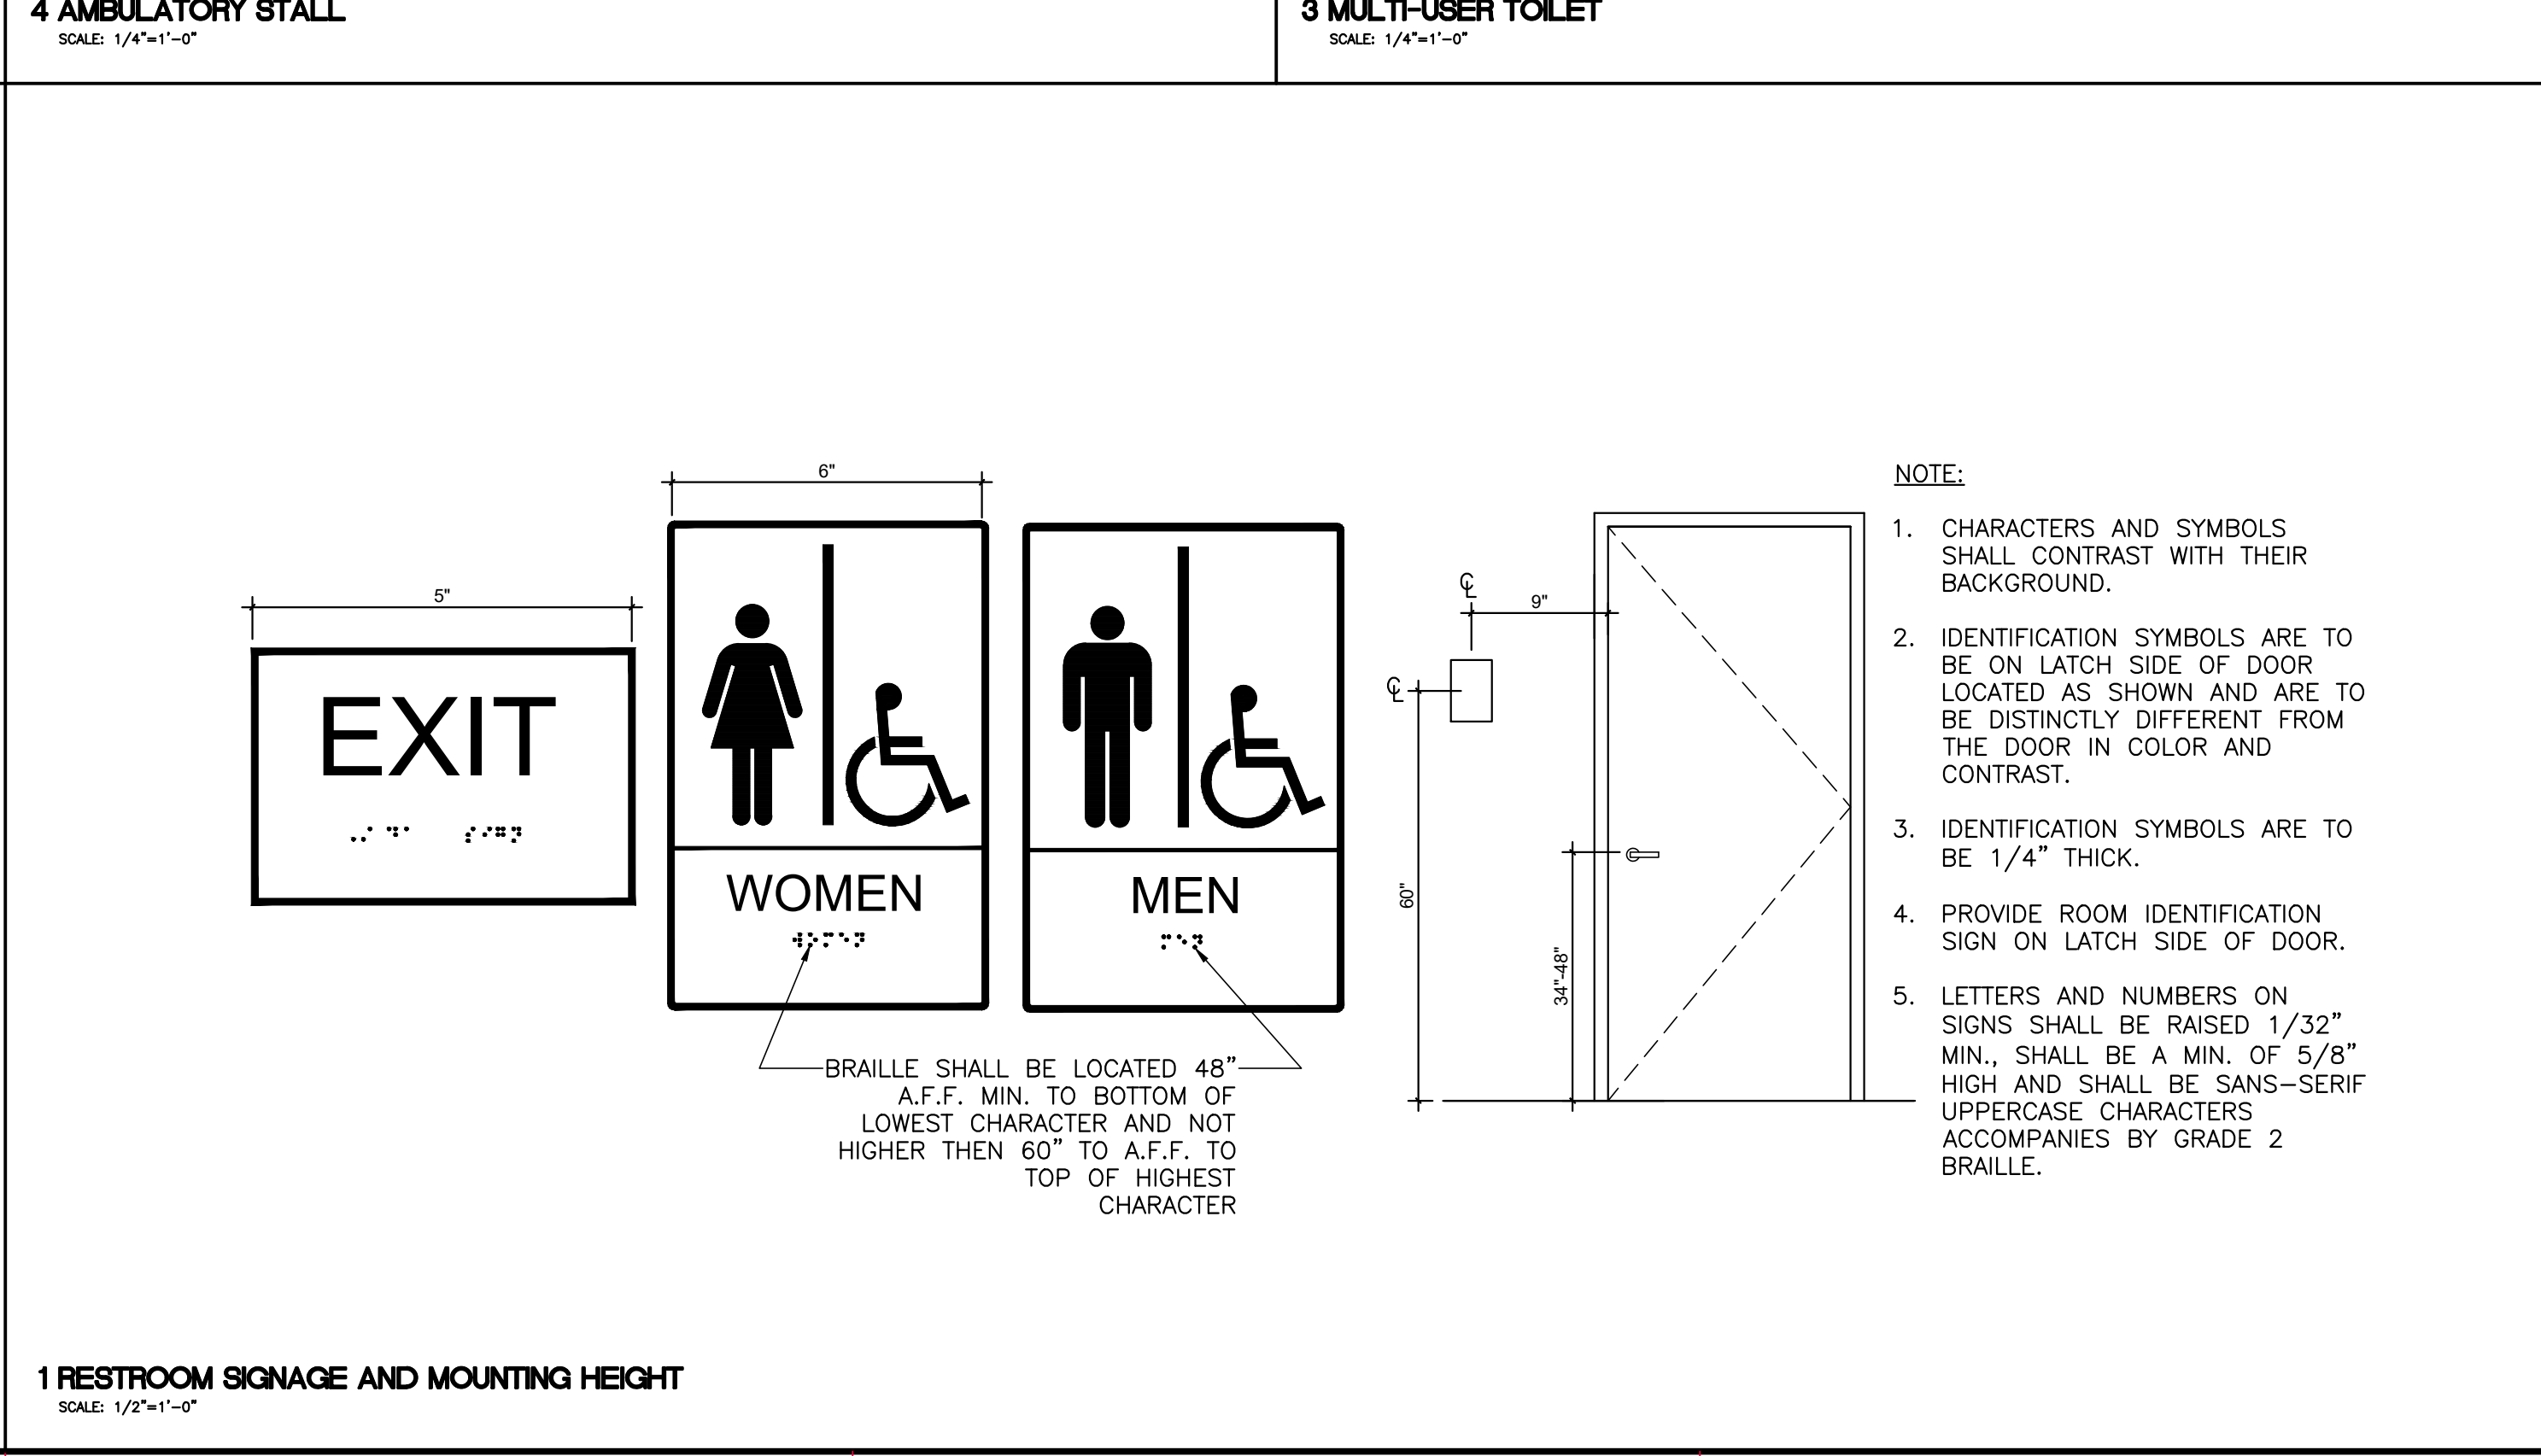 4 AMBULATORY STALL
SCALE: 1/4"=1'-0"
3 MULTI-USER TOILET
SCALE: 1/4"=1'-0"
5"
EXIT
6"
WOMEN
MEN
BRAILLE SHALL BE LOCATED 48"
A.F.F. MIN. TO BOTTOM OF
LOWEST CHARACTER AND NOT
HIGHER THEN 60" TO A.F.F. TO
TOP OF HIGHEST
CHARACTER
9"
60"
34"-48"
NOTE:
1. CHARACTERS AND SYMBOLS
SHALL CONTRAST WITH THEIR
BACKGROUND.
2. IDENTIFICATION SYMBOLS ARE TO
BE ON LATCH SIDE OF DOOR
LOCATED AS SHOWN AND ARE TO
BE DISTINCTLY DIFFERENT FROM
THE DOOR IN COLOR AND
CONTRAST.
3. IDENTIFICATION SYMBOLS ARE TO
BE 1/4" THICK.
4. PROVIDE ROOM IDENTIFICATION
SIGN ON LATCH SIDE OF DOOR.
5. LETTERS AND NUMBERS ON
SIGNS SHALL BE RAISED 1/32"
MIN., SHALL BE A MIN. OF 5/8"
HIGH AND SHALL BE SANS-SERIF
UPPERCASE CHARACTERS
ACCOMPANIES BY GRADE 2
BRAILLE.
1 RESTROOM SIGNAGE AND MOUNTING HEIGHT
SCALE: 1/2"=1'-0"